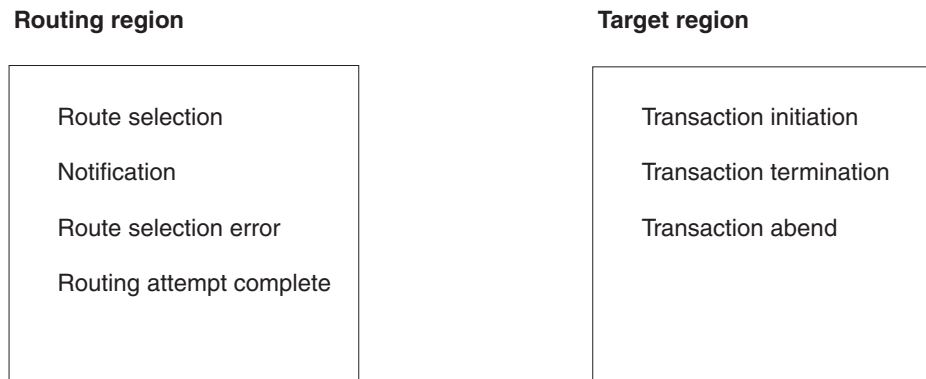 Routing region
Route selection
Notification
Route selection error
Routing attempt complete
Target region
Transaction initiation
Transaction termination
Transaction abend